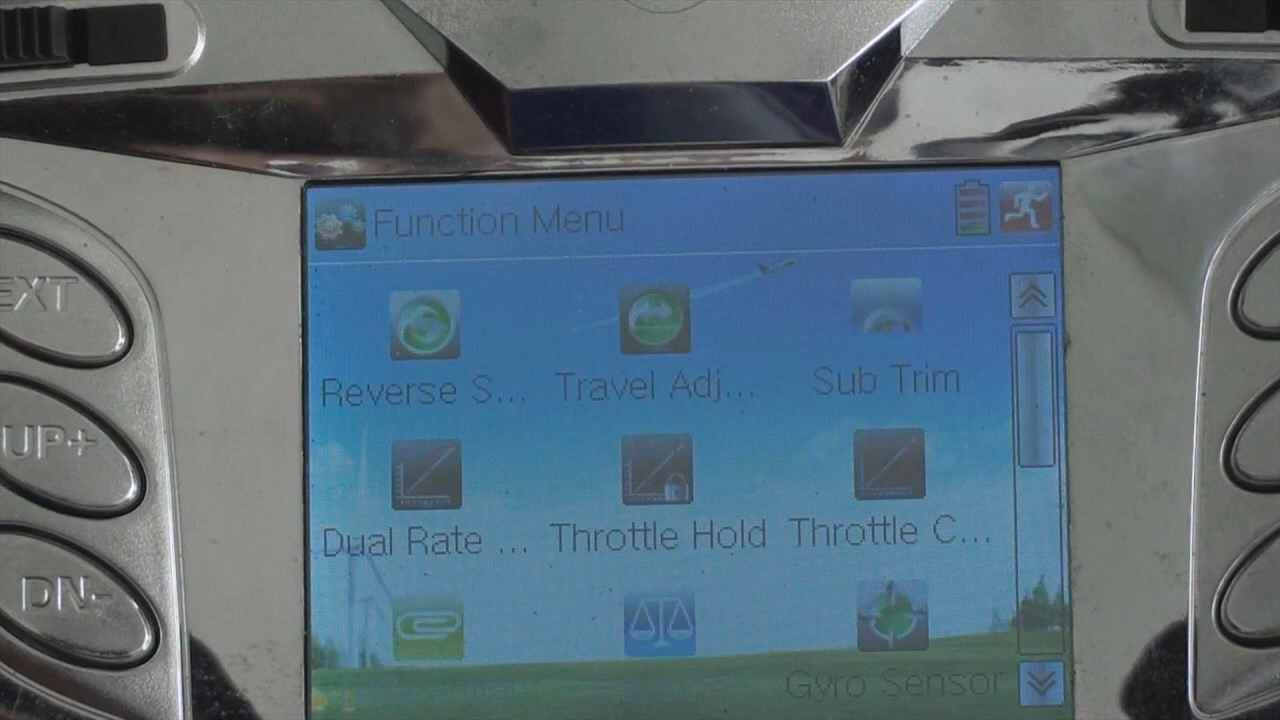 Function Menu
EXT
Reverse S... Travel Adj... Sub Trim
UP+
Dual Rate ... Throttle Hold Throttle C...
DN-
Gyro Sensor